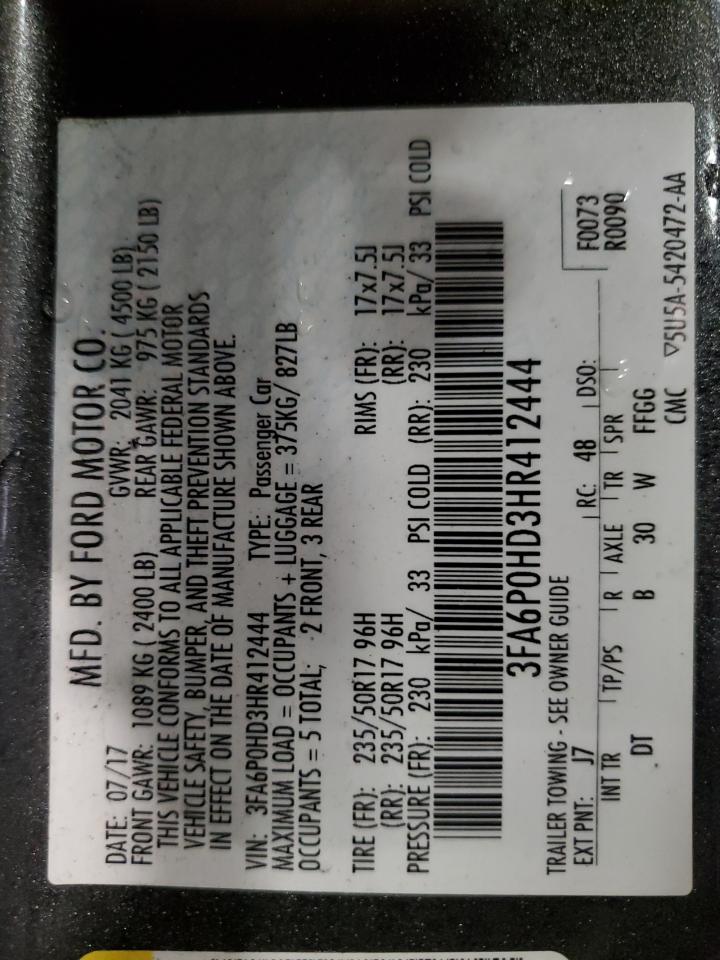 MFD. BY FORD MOTOR CO.
DATE: 07/17 GVWR: 2041 KG ( 4500 LB)
FRONT GAWR: 1089 KG ( 2400 LB) REAR GAWR: 975 KG ( 2150 LB)
THIS VEHICLE CONFORMS TO ALL APPLICABLE FEDERAL MOTOR
VEHICLE SAFETY, BUMPER, AND THEFT PREVENTION STANDARDS
IN EFFECT ON THE DATE OF MANUFACTURE SHOWN ABOVE.
VIN: 3FA6P0HD3HR412444 TYPE: Passenger Car
MAXIMUM LOAD = OCCUPANTS + LUGGAGE = 375KG/ 827LB
OCCUPANTS = 5 TOTAL, 2 FRONT, 3 REAR
TIRE (FR): 235/50R17 96H RIMS (FR): 17x7.5J
(RR): 235/50R17 96H (RR): 17x7.5J
PRESSURE (FR): 230 kPa/ 33 PSI COLD (RR): 230 kPa/ 33 PSI COLD
3FA6P0HD3HR412444
TRAILER TOWING - SEE OWNER GUIDE
F0073
EXT PNT: J7 RC: 48 DSO:
R0090
INT TR TP/PS R AXLE TR SPR
DT B 30 W FFGG
CMC ▽5U5A-5420472-AA